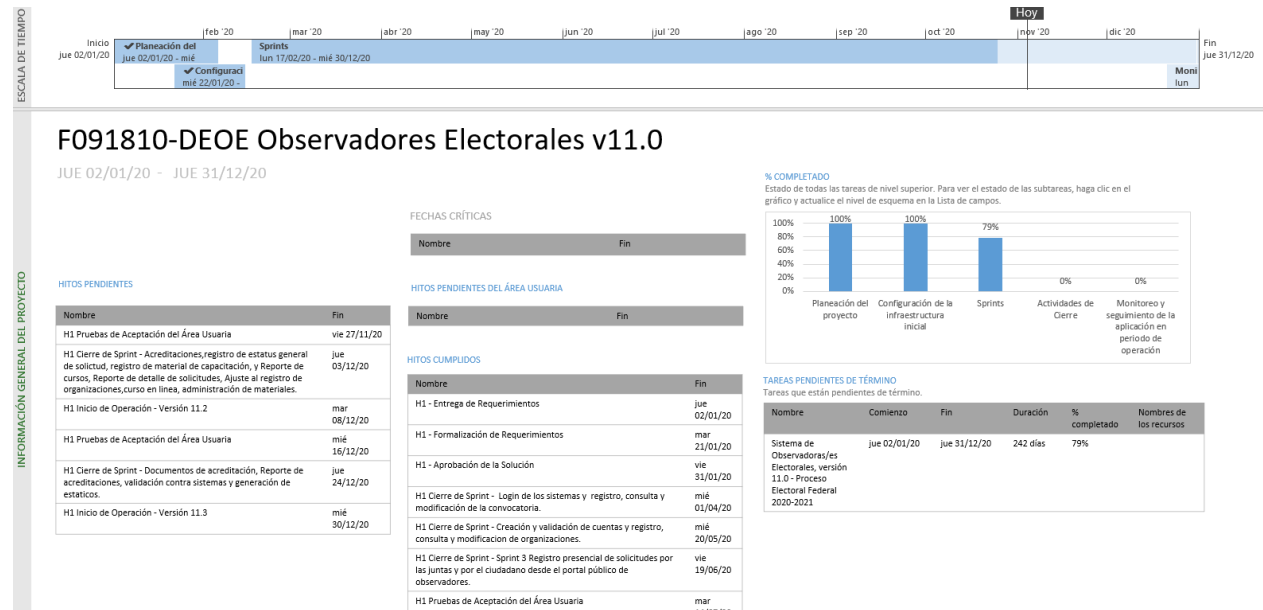 ESCALA DE TIEMPO
Hoy
feb '20
mar '20
abr '20
may '20
jun '20
jul '20
ago '20
sep '20
oct '20
nov '20
dic '20
Inicio
jue 02/01/20
Planeación del
jue 02/01/20 - mié
Sprints
lun 17/02/20 - mié 30/12/20
Configuraci
mié 22/01/20 -
Moni
lun
Fin
jue 31/12/20
INFORMACIÓN GENERAL DEL PROYECTO
F091810-DEOE Observadores Electorales v11.0
JUE 02/01/20 - JUE 31/12/20
HITOS PENDIENTES
Nombre Fin
H1 Pruebas de Aceptación del Área Usuaria vie 27/11/20
H1 Cierre de Sprint - Acreditaciones,registro de estatus general jue
de solictud, registro de material de capacitación, y Reporte de 03/12/20
cursos, Reporte de detalle de solicitudes, Ajuste al registro de
organizaciones,curso en linea, administración de materiales.
H1 Inicio de Operación - Versión 11.2 mar
08/12/20
H1 Pruebas de Aceptación del Área Usuaria mié
16/12/20
H1 Cierre de Sprint - Documentos de acreditación, Reporte de jue
acreditaciones, validación contra sistemas y generación de 24/12/20
estaticos.
H1 Inicio de Operación - Versión 11.3 mié
30/12/20
FECHAS CRÍTICAS
Nombre Fin
HITOS PENDIENTES DEL ÁREA USUARIA
Nombre Fin
HITOS CUMPLIDOS
Nombre Fin
H1 - Entrega de Requerimientos jue
02/01/20
H1 - Formalización de Requerimientos mar
21/01/20
H1 - Aprobación de la Solución vie
31/01/20
H1 Cierre de Sprint - Login de los sistemas y registro, consulta y mié
modificación de la convocatoria. 01/04/20
H1 Cierre de Sprint - Creación y validación de cuentas y registro, mié
consulta y modificacion de organizaciones. 20/05/20
H1 Cierre de Sprint - Sprint 3 Registro presencial de solicitudes por vie
las juntas y por el ciudadano desde el portal público de 19/06/20
observadores.
H1 Pruebas de Aceptación del Área Usuaria mar
% COMPLETADO
Estado de todas las tareas de nivel superior. Para ver el estado de las subtareas, haga clic en el
gráfico y actualice el nivel de esquema en la Lista de campos.
100%
80%
60%
40%
20%
0%
100%
100%
79%
0%
0%
Planeación del
proyecto
Configuración de la
infraestructura
inicial
Sprints
Actividades de
Cierre
Monitoreo y
seguimiento de la
aplicación en
periodo de
operación
TAREAS PENDIENTES DE TÉRMINO
Tareas que están pendientes de término.
Nombre Comienzo Fin Duración % Nombres de
completado los recursos
Sistema de jue 02/01/20 jue 31/12/20 242 días 79%
Observadoras/es
Electorales, versión
11.0 - Proceso
Electoral Federal
2020-2021